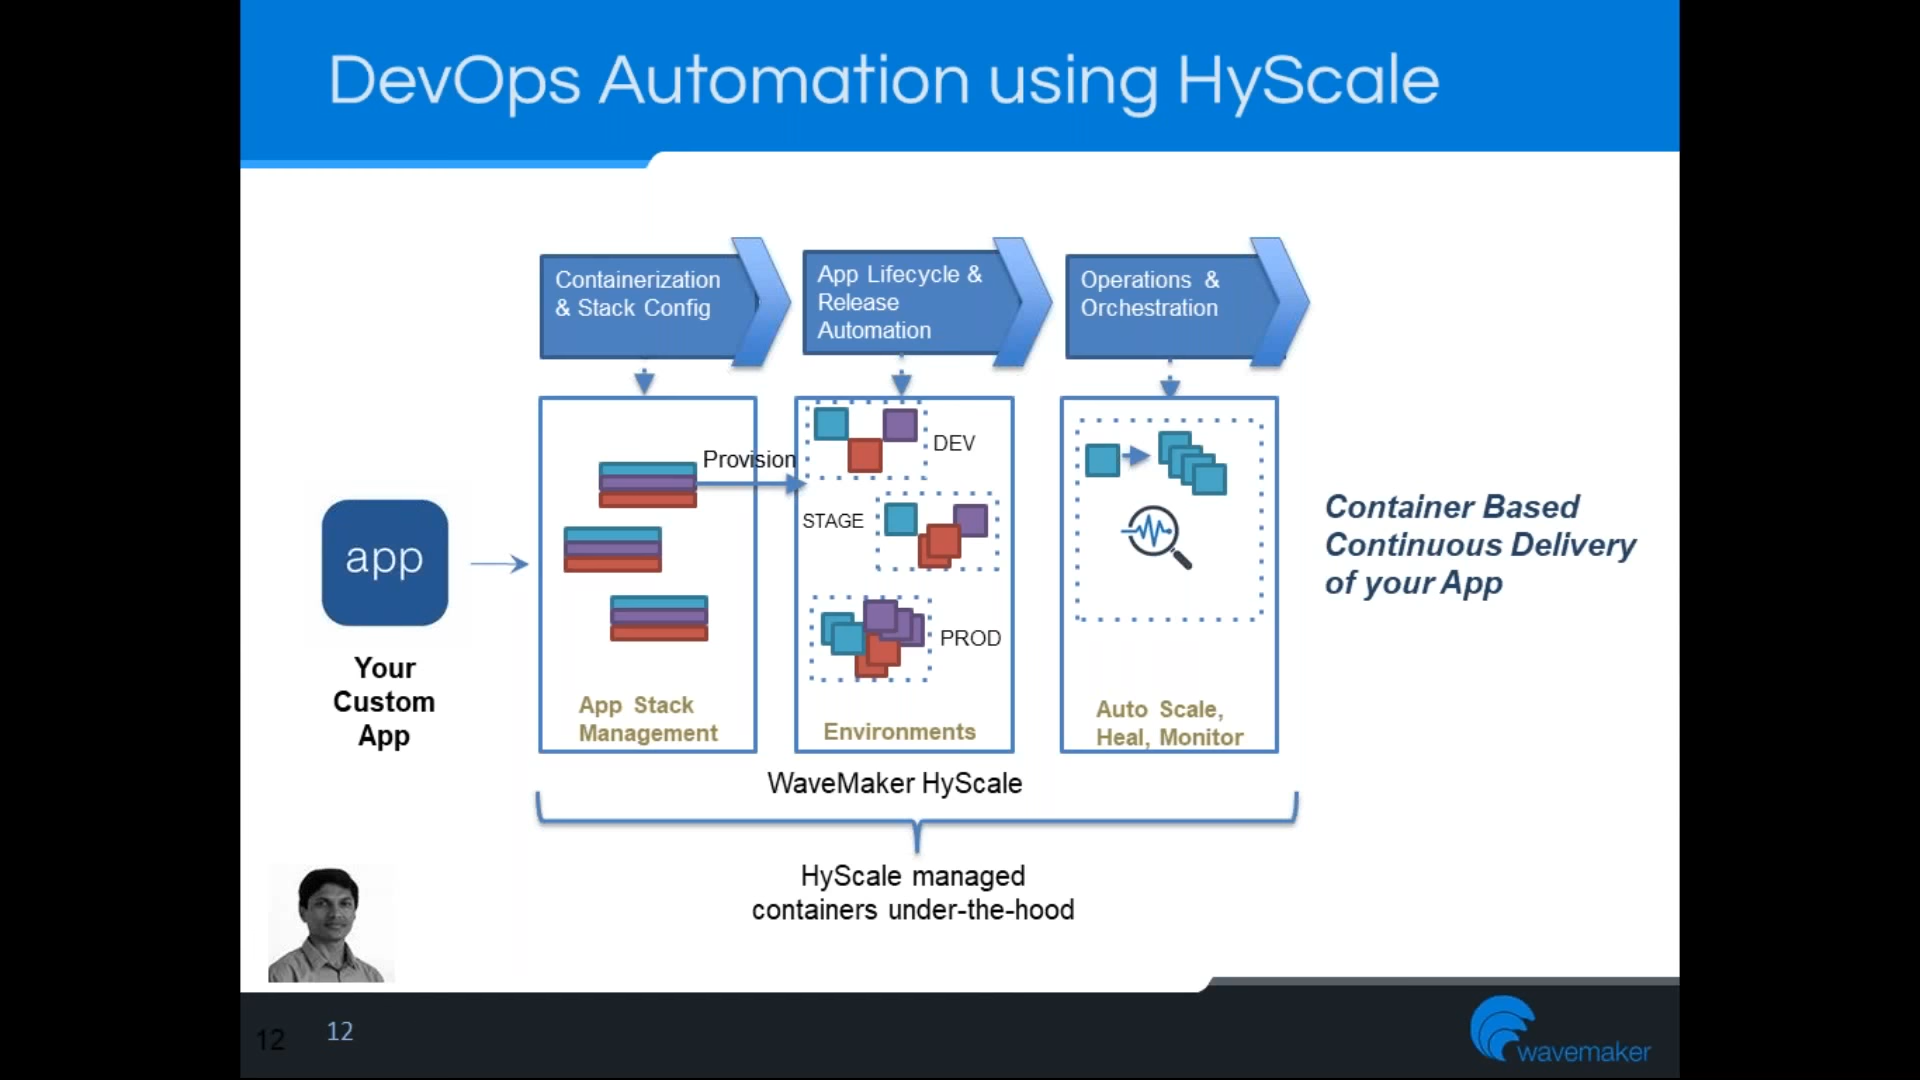 DevOps Automation using HyScale
Containerization
& Stack Config
App Lifecycle &
Release
Automation
Operations &
Orchestration
Provision
DEV
STAGE
PROD
app
Your
Custom
App
App Stack
Management
Environments
Auto Scale,
Heal, Monitor
Container Based
Continuous Delivery
of your App
WaveMaker HyScale
HyScale managed
containers under-the-hood
12
12
wavemaker